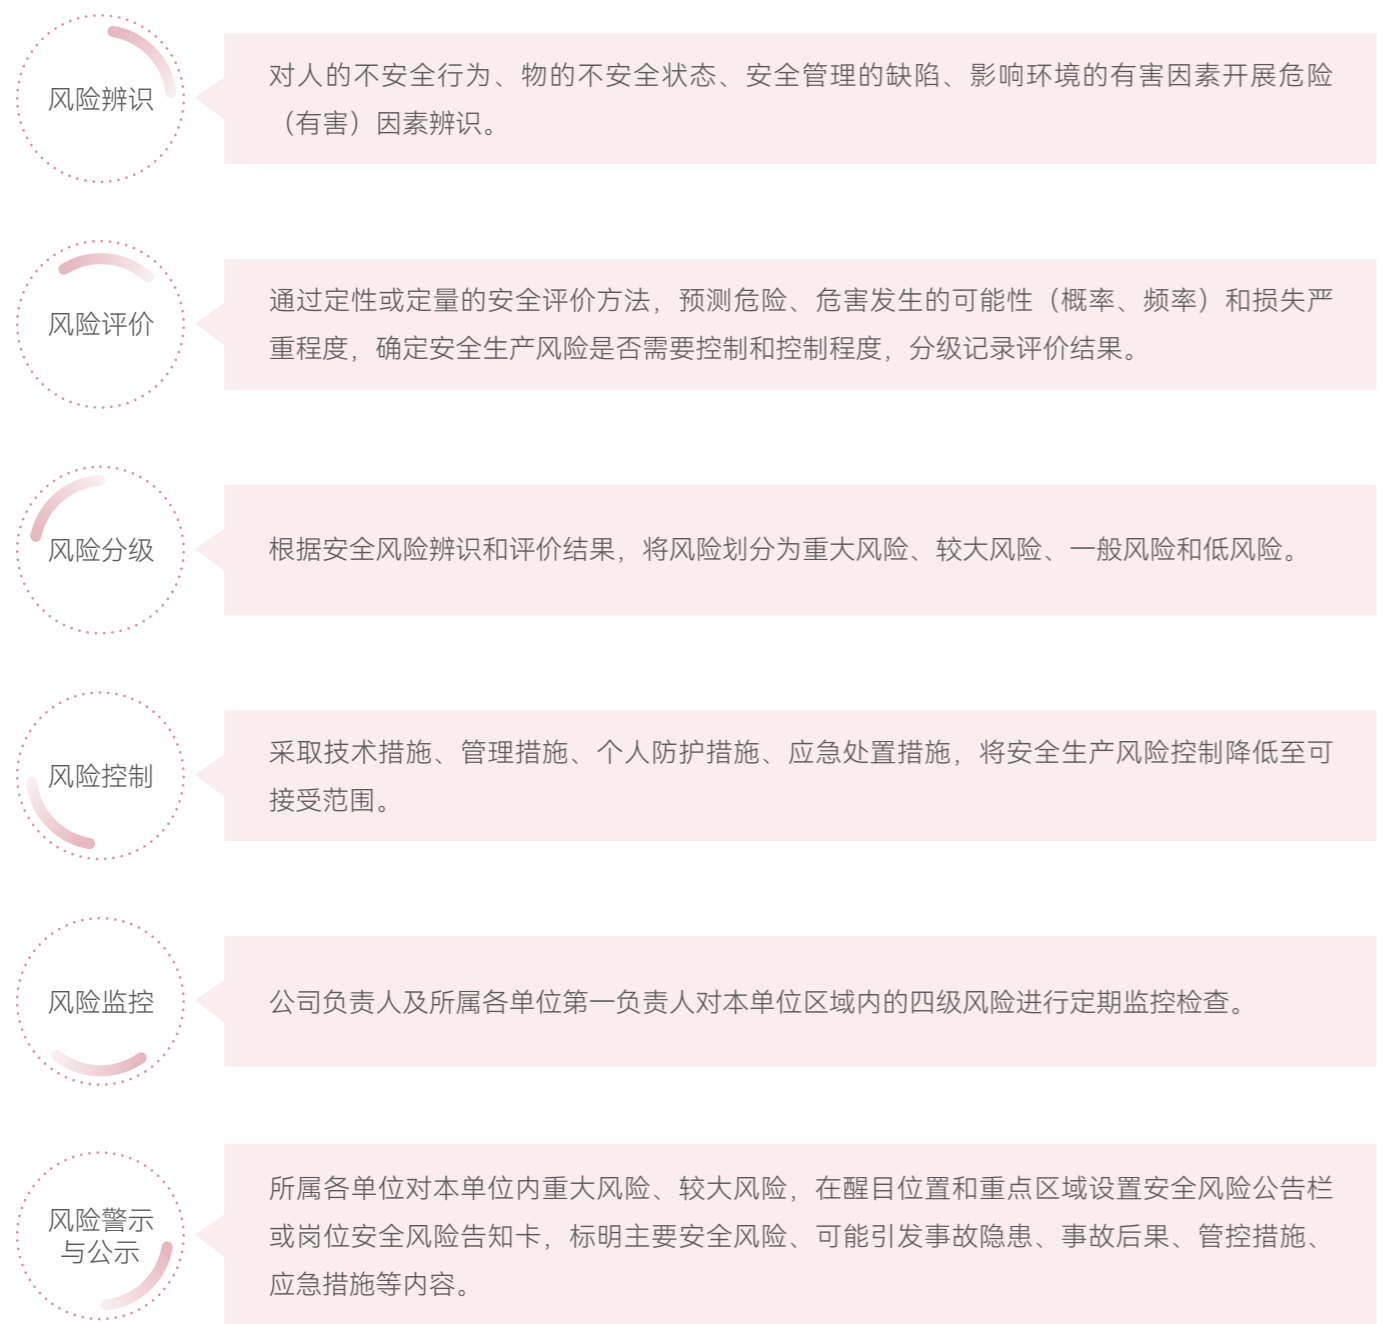 风险辨识
对人的不安全行为、物的不安全状态、安全管理的缺陷、影响环境的有害因素开展危险
（有害）因素辨识。
风险评价
通过定性或定量的安全评价方法，预测危险、危害发生的可能性（概率、频率）和损失严
重程度，确定安全生产风险是否需要控制和控制程度，分级记录评价结果。
风险分级
根据安全风险辨识和评价结果，将风险划分为重大风险、较大风险、一般风险和低风险。
风险控制
采取技术措施、管理措施、个人防护措施、应急处置措施，将安全生产风险控制降低至可
接受范围。
风险监控
公司负责人及所属各单位第一负责人对本单位区域内的四级风险进行定期监控检查。
风险警示
与公示
所属各单位对本单位内重大风险、较大风险，在醒目位置和重点区域设置安全风险公告栏
或岗位安全风险告知卡，标明主要安全风险、可能引发事故隐患、事故后果、管控措施、
应急措施等内容。